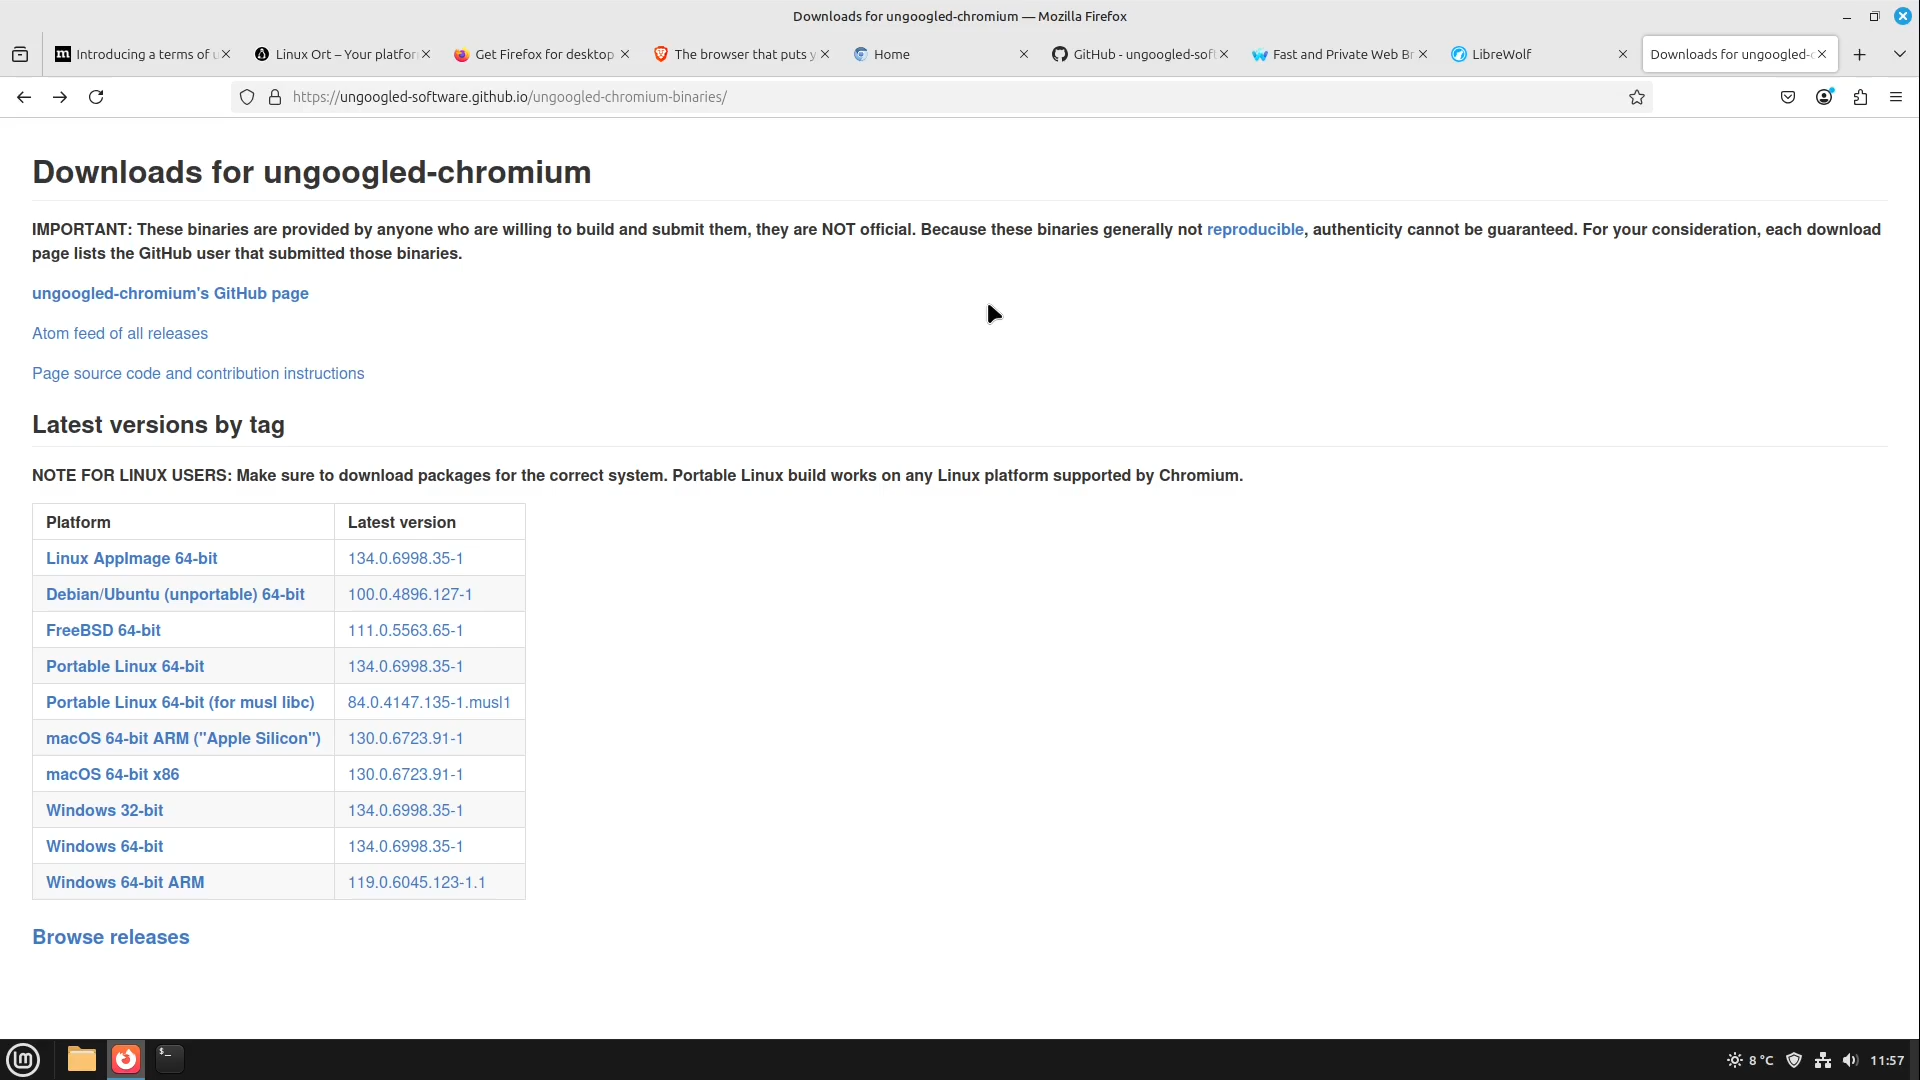 Downloads for ungoogled-chromium — Mozilla Firefox
Introducing a terms of u
Linux Ort – Your platfor
Get Firefox for desktop
The browser that puts y
Home
GitHub - ungoogled-soft
Fast and Private Web Br
LibreWolf
Downloads for ungoogled-c
https://ungoogled-software.github.io/ungoogled-chromium-binaries/
Downloads for ungoogled-chromium
IMPORTANT: These binaries are provided by anyone who are willing to build and submit them, they are NOT official. Because these binaries generally not reproducible, authenticity cannot be guaranteed. For your consideration, each download
page lists the GitHub user that submitted those binaries.
ungoogled-chromium's GitHub page
Atom feed of all releases
Page source code and contribution instructions
Latest versions by tag
NOTE FOR LINUX USERS: Make sure to download packages for the correct system. Portable Linux build works on any Linux platform supported by Chromium.
Platform Latest version
Linux AppImage 64-bit 134.0.6998.35-1
Debian/Ubuntu (unportable) 64-bit 100.0.4896.127-1
FreeBSD 64-bit 111.0.5563.65-1
Portable Linux 64-bit 134.0.6998.35-1
Portable Linux 64-bit (for musl libc) 84.0.4147.135-1.musl1
macOS 64-bit ARM ("Apple Silicon") 130.0.6723.91-1
macOS 64-bit x86 130.0.6723.91-1
Windows 32-bit 134.0.6998.35-1
Windows 64-bit 134.0.6998.35-1
Windows 64-bit ARM 119.0.6045.123-1.1
Browse releases
8 °C
11:57